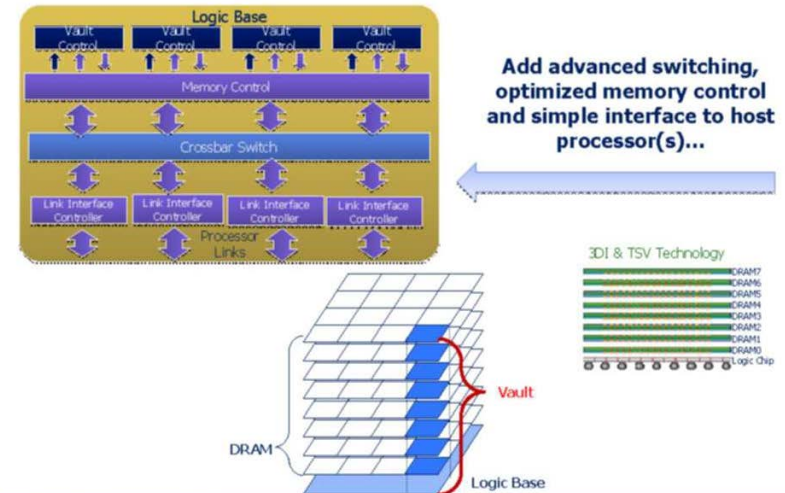 Logic Base
Vault Control
Vault Control
Vault Control
Vault Control
Memory Control
Crossbar Switch
Link Interface Controller
Link Interface Controller
Link Interface Controller
Link Interface Controller
Processor
Links
Add advanced switching,
optimized memory control
and simple interface to host
processor(s)...
3DI & TSV Technology
DRAM7
DRAM6
DRAM5
DRAM4
DRAM3
DRAM2
DRAM1
DRAM0
Logic Chip
Vault
DRAM
Logic Base